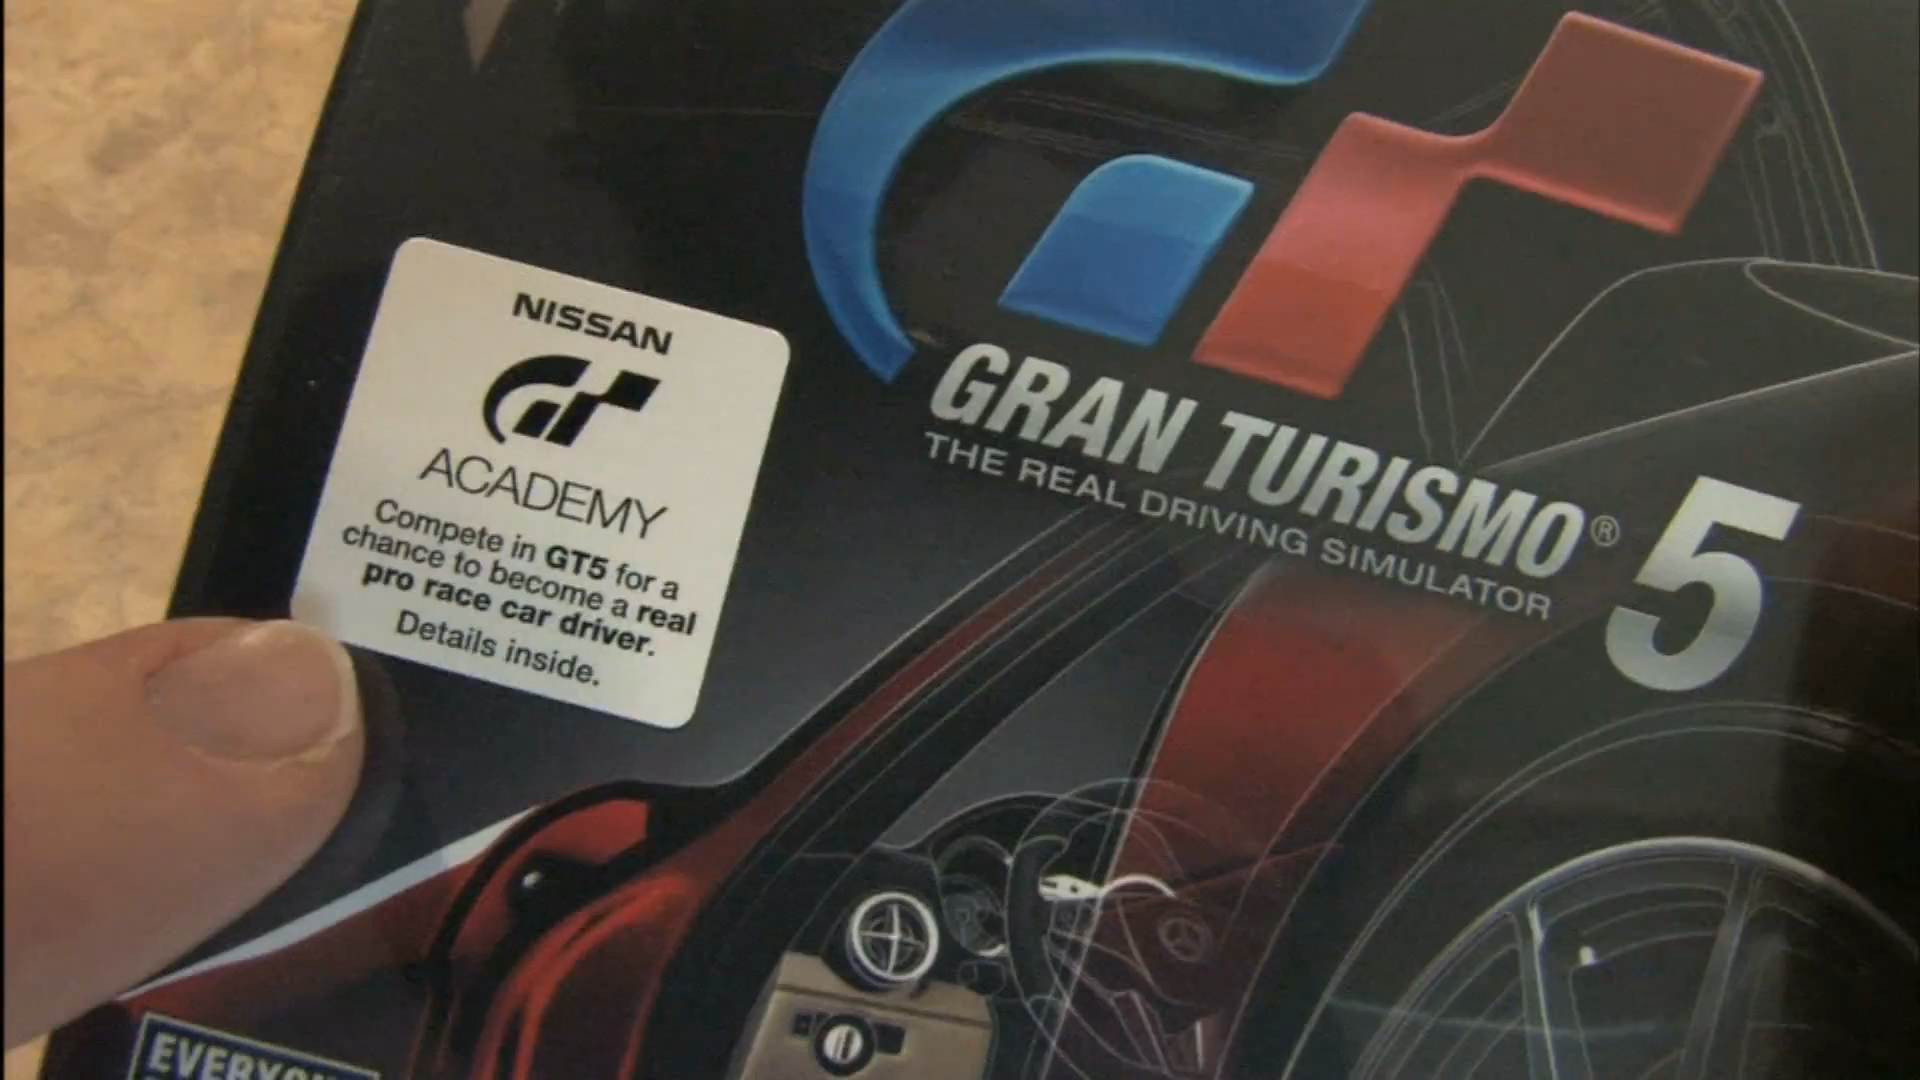 NISSAN
GT
ACADEMY
Compete in GT5 for a
chance to become a real
pro race car driver.
Details inside.
GRAN TURISMO® 5
THE REAL DRIVING SIMULATOR